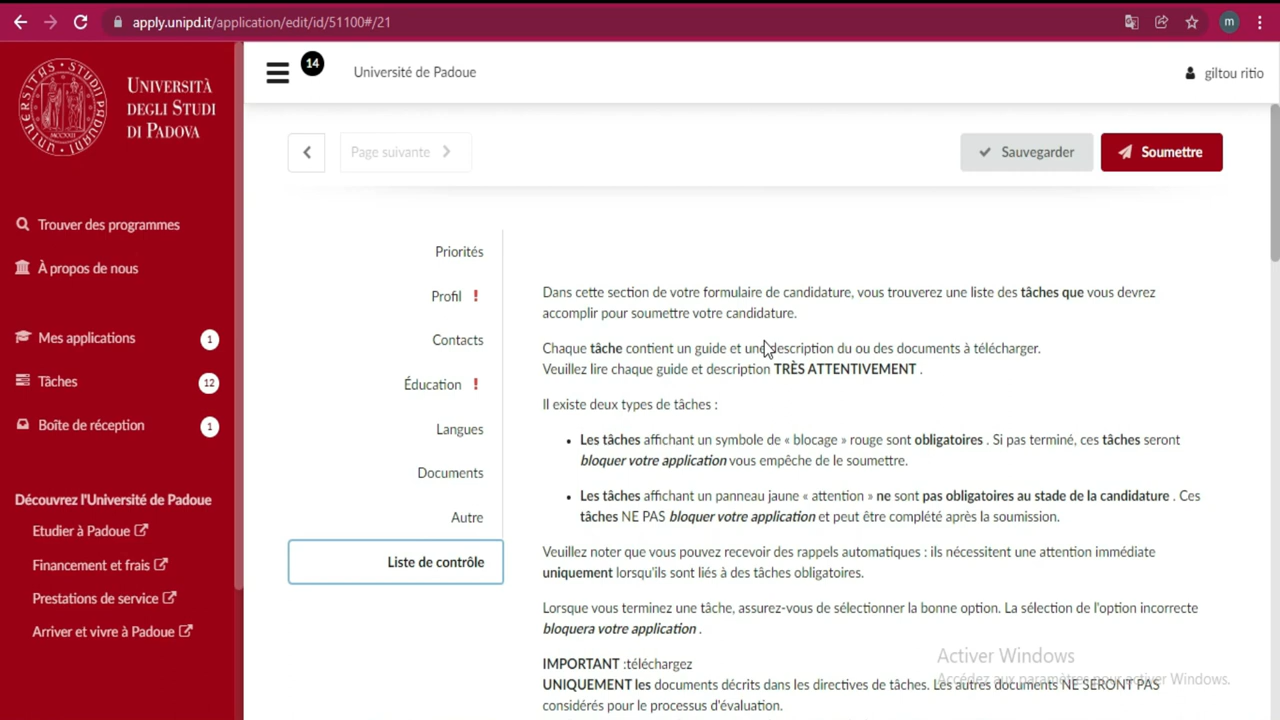 apply.unipd.it/application/edit/id/51100#/21
m
UNIVERSITÀ
DEGLI STUDI
DI PADOVA
14
Université de Padoue
giltou ritio
Page suivante
Sauvegarder
Soumettre
Trouver des programmes
À propos de nous
Mes applications 1
Tâches 12
Boîte de réception 1
Découvrez l'Université de Padoue
Etudier à Padoue
Financement et frais
Prestations de service
Arriver et vivre à Padoue
Priorités
Profil !
Contacts
Éducation !
Langues
Documents
Autre
Liste de contrôle
Dans cette section de votre formulaire de candidature, vous trouverez une liste des tâches que vous devrez
accomplir pour soumettre votre candidature.
Chaque tâche contient un guide et une description du ou des documents à télécharger.
Veuillez lire chaque guide et description TRÈS ATTENTIVEMENT .
Il existe deux types de tâches :
• Les tâches affichant un symbole de « blocage » rouge sont obligatoires . Si pas terminé, ces tâches seront
bloquer votre application vous empêche de le soumettre.
• Les tâches affichant un panneau jaune « attention » ne sont pas obligatoires au stade de la candidature . Ces
tâches NE PAS bloquer votre application et peut être complété après la soumission.
Veuillez noter que vous pouvez recevoir des rappels automatiques : ils nécessitent une attention immédiate
uniquement lorsqu'ils sont liés à des tâches obligatoires.
Lorsque vous terminez une tâche, assurez-vous de sélectionner la bonne option. La sélection de l'option incorrecte
bloquera votre application .
IMPORTANT :téléchargez
UNIQUEMENT les documents décrits dans les directives de tâches. Les autres documents NE SERONT PAS
considérés pour le processus d'évaluation.
Activer Windows
Accédez aux paramètres pour activer Windows.